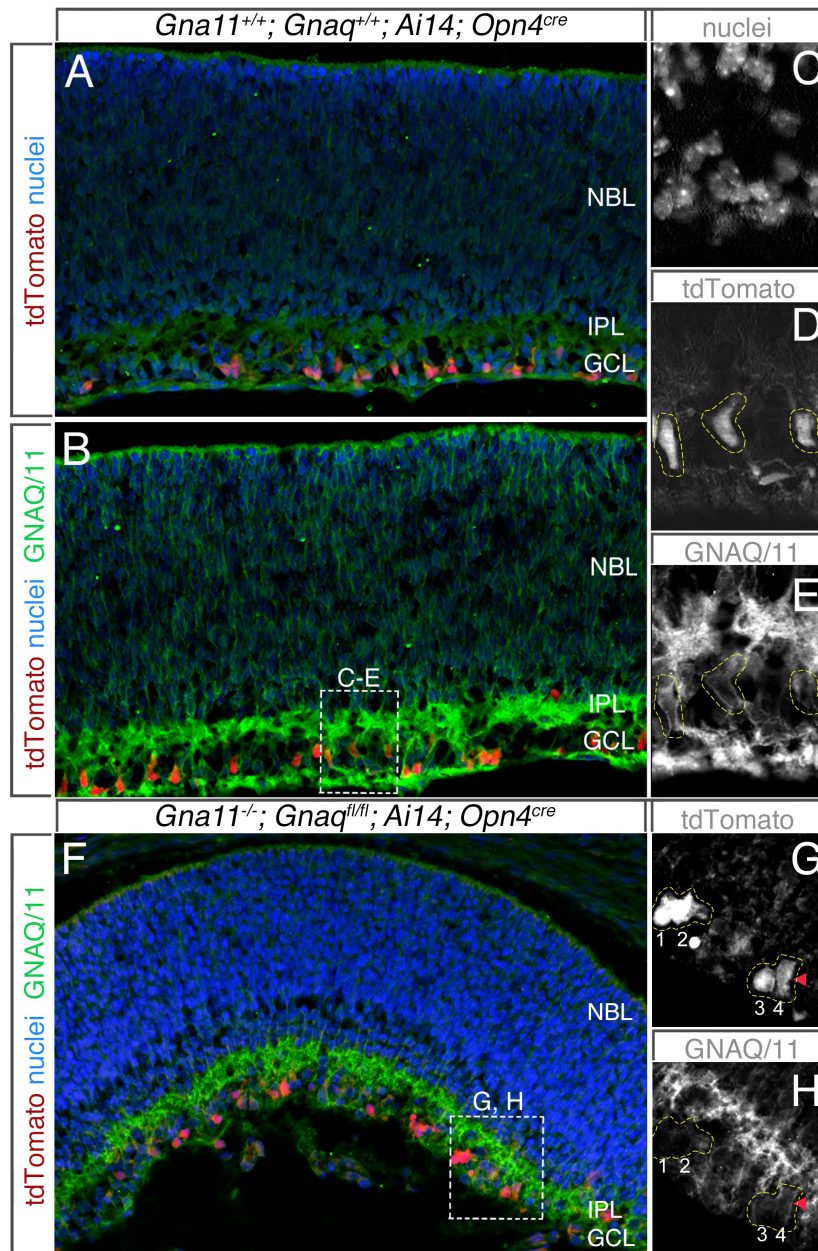 Gna11+/+; Gnaq+/+; Ai14; Opn4cre
nuclei
tdTomato nuclei
A
NBL
IPL
GCL
C
tdTomato
D
tdTomato nuclei GNAQ/11
B
NBL
C-E
IPL
GCL
GNAQ/11
E
Gna11-/-; Gnaqfl/fl; Ai14; Opn4cre
tdTomato
tdTomato nuclei GNAQ/11
F
NBL
G, H
IPL
GCL
G
1 2
3 4
GNAQ/11
H
1 2
3 4